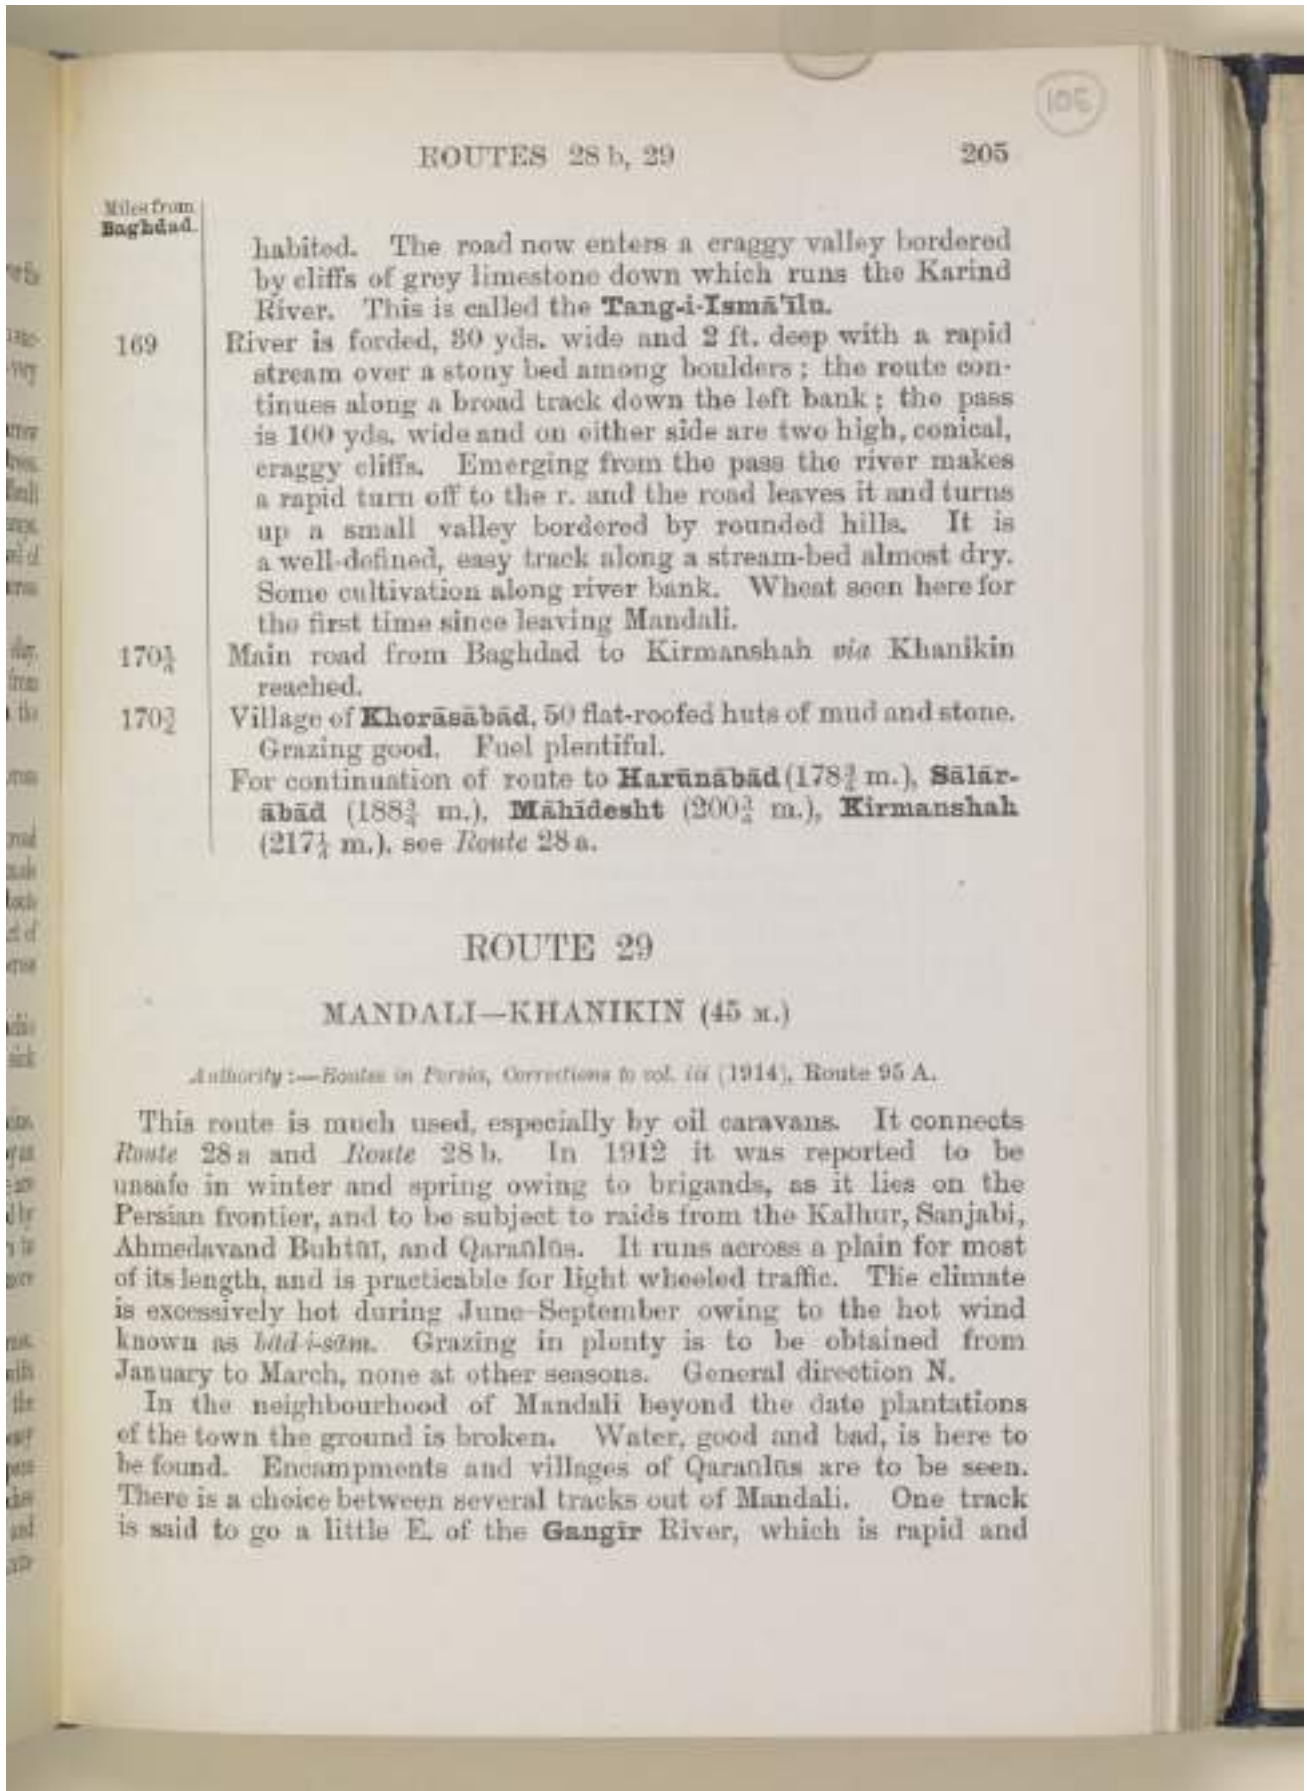 105
ROUTES 28 b, 29 205
Miles from
Baghdad.
habited. The road now enters a craggy valley bordered
by cliffs of grey limestone down which runs the Karind
River. This is called the Tang-i-Ismā'īlu.
169 River is forded, 30 yds. wide and 2 ft. deep with a rapid
stream over a stony bed among boulders; the route con-
tinues along a broad track down the left bank; the pass
is 100 yds. wide and on either side are two high, conical,
craggy cliffs. Emerging from the pass the river makes
a rapid turn off to the r. and the road leaves it and turns
up a small valley bordered by rounded hills. It is
a well-defined, easy track along a stream-bed almost dry.
Some cultivation along river bank. Wheat seen here for
the first time since leaving Mandali.
170¼ Main road from Baghdad to Kirmanshah via Khanikin
reached.
170¾ Village of Khorāsābād, 50 flat-roofed huts of mud and stone.
Grazing good. Fuel plentiful.
For continuation of route to Harūnābād (178¾ m.), Sālār-
ābād (188¾ m.), Māhīdesht (200¾ m.), Kirmanshah
(217¼ m.), see Route 28 a.
ROUTE 29
MANDALI—KHANIKIN (45 M.)
Authority:—Routes in Persia, Corrections to vol. iii (1914), Route 95 A.
This route is much used, especially by oil caravans. It connects
Route 28 a and Route 28 b. In 1912 it was reported to be
unsafe in winter and spring owing to brigands, as it lies on the
Persian frontier, and to be subject to raids from the Kalhur, Sanjabi,
Ahmedavand Buhtūī, and Qaraūlūs. It runs across a plain for most
of its length, and is practicable for light wheeled traffic. The climate
is excessively hot during June–September owing to the hot wind
known as bād-i-sām. Grazing in plenty is to be obtained from
January to March, none at other seasons. General direction N.
In the neighbourhood of Mandali beyond the date plantations
of the town the ground is broken. Water, good and bad, is here to
be found. Encampments and villages of Qaraūlūs are to be seen.
There is a choice between several tracks out of Mandali. One track
is said to go a little E. of the Gangīr River, which is rapid and